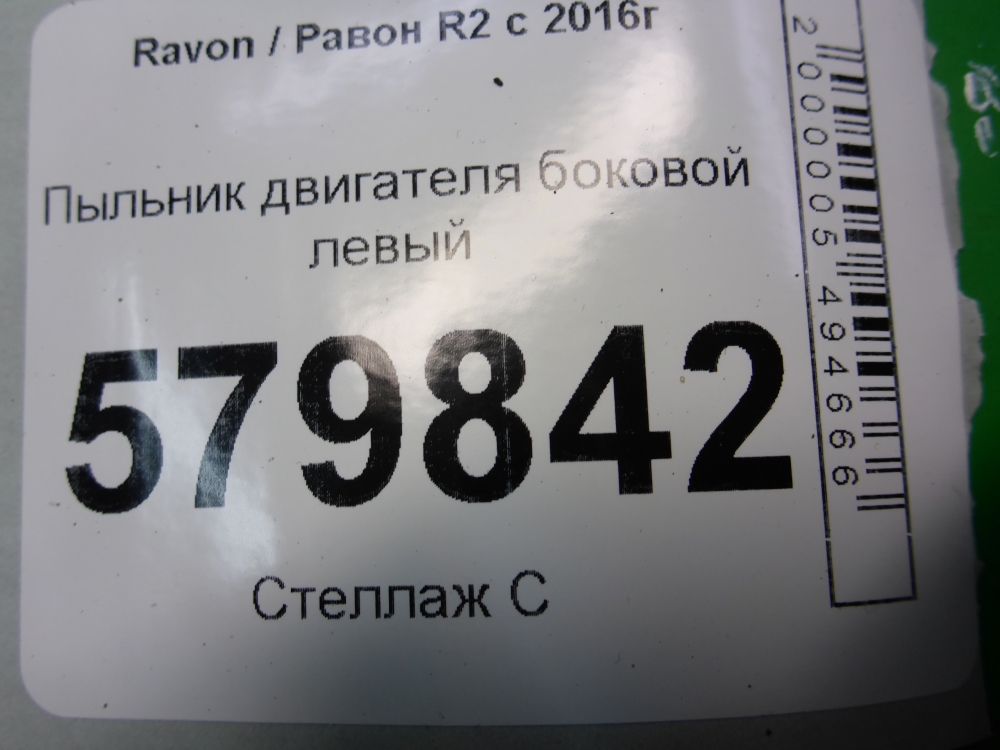 Ravon / Равон R2 с 2016г
Пыльник двигателя боковой
левый
579842
Стеллаж С
2000005494666